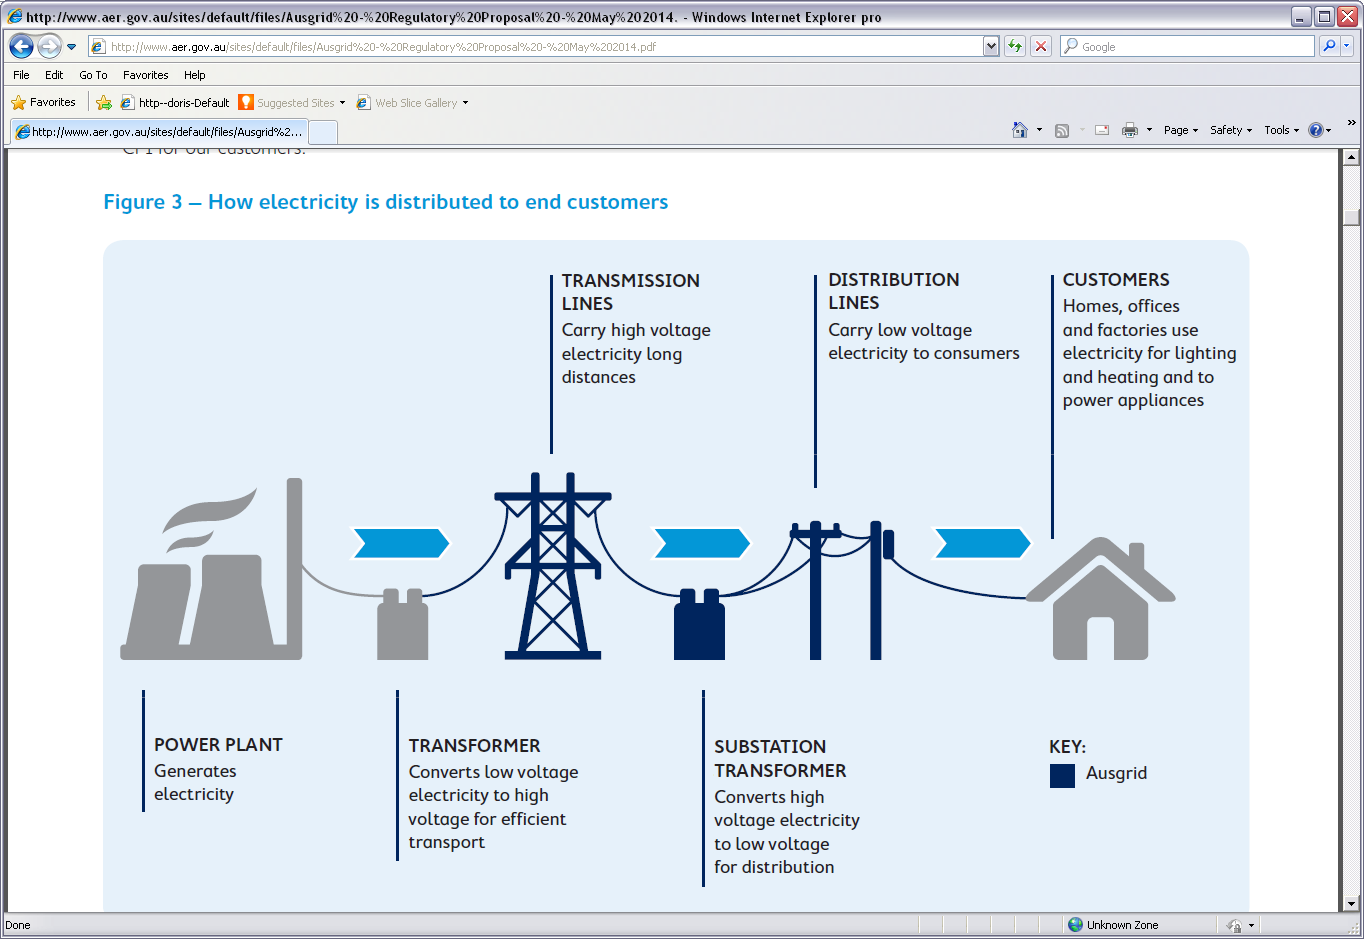 http://www.aer.gov.au/sites/default/files/Ausgrid%20-%20Regulatory%20Proposal%20-%20May%202014. - Windows Internet Explorer pro
http://www.aer.gov.au/sites/default/files/Ausgrid%20-%20Regulatory%20Proposal%20-%20May%202014.pdf
Google
File Edit Go To Favorites Help
Favorites http--doris-Default Suggested Sites Web Slice Gallery
http://www.aer.gov.au/sites/default/files/Ausgrid%2...
Page Safety Tools
CPI for our customers.
Figure 3 – How electricity is distributed to end customers
TRANSMISSION
LINES
Carry high voltage
electricity long
distances
DISTRIBUTION
LINES
Carry low voltage
electricity to consumers
CUSTOMERS
Homes, offices
and factories use
electricity for lighting
and heating and to
power appliances
POWER PLANT
Generates
electricity
TRANSFORMER
Converts low voltage
electricity to high
voltage for efficient
transport
SUBSTATION
TRANSFORMER
Converts high
voltage electricity
to low voltage
for distribution
KEY:
Ausgrid
Done
Unknown Zone